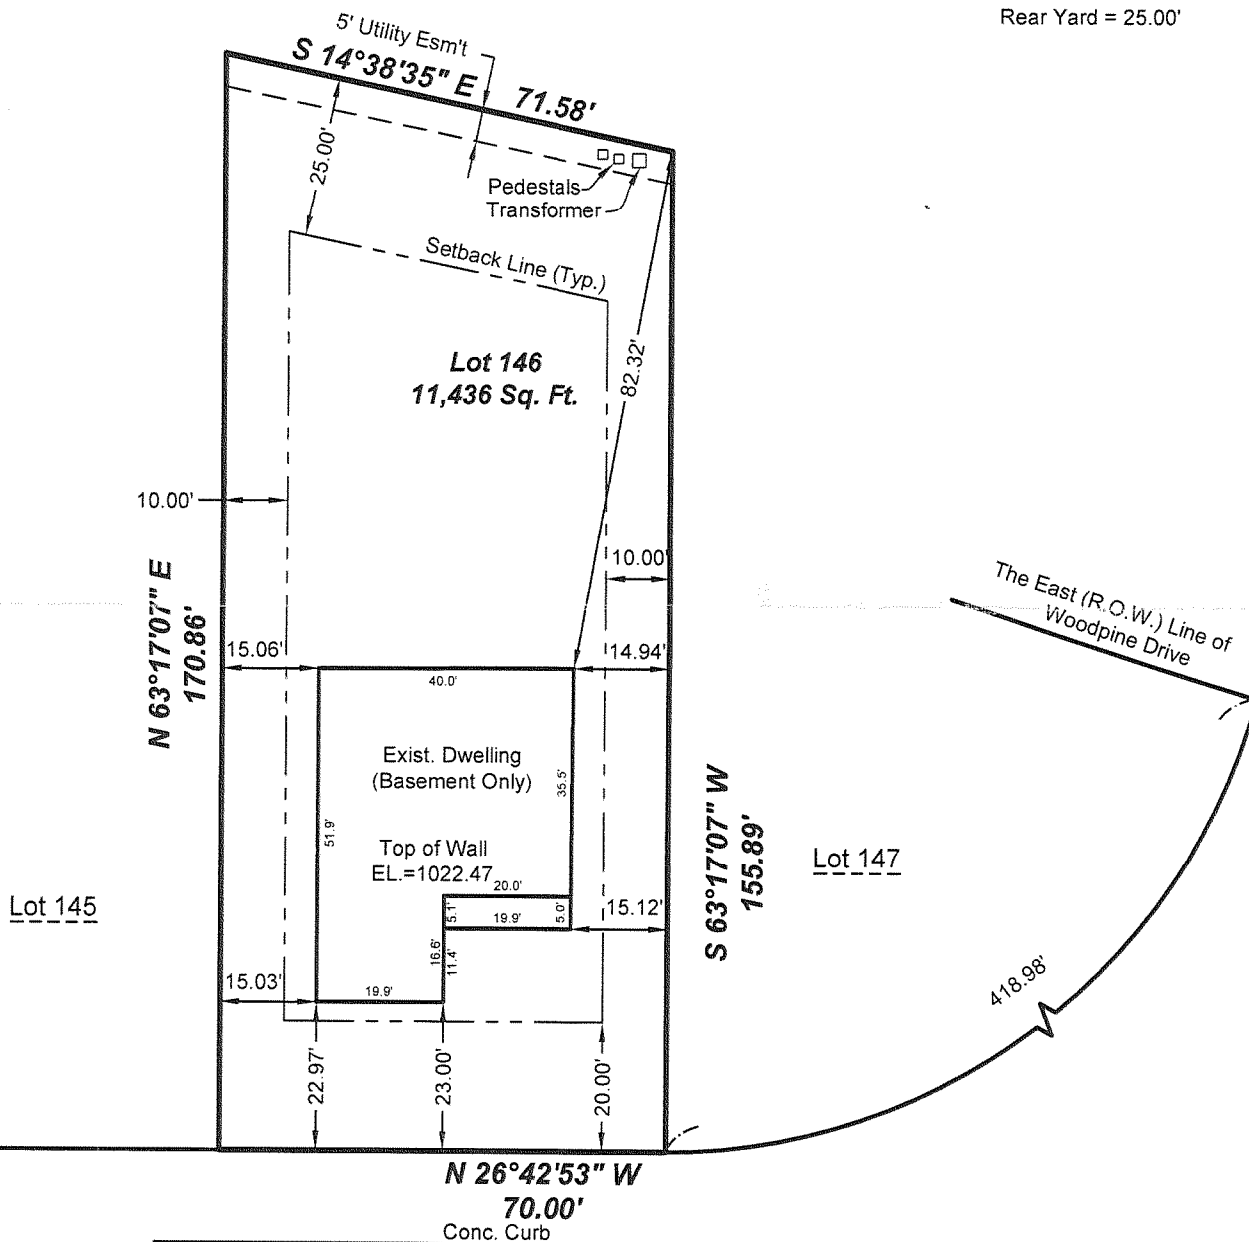 Rear Yard = 25.00'
5' Utility Esm't
S 14°38'35" E 71.58'
25.00'
Pedestals
Transformer
Setback Line (Typ.)
Lot 146
11,436 Sq. Ft.
82.32'
10.00'
10.00'
N 63°17'07" E
170.86'
The East (R.O.W.) Line of
Woodpine Drive
15.06'
14.94'
40.0'
Exist. Dwelling
(Basement Only)
35.5'
51.9'
Top of Wall
EL.=1022.47
20.0'
S 63°17'07" W
155.89'
Lot 147
Lot 145
5.1'
19.9'
5.0'
15.12'
16.6'
11.4'
15.03'
19.9'
418.98'
22.97'
23.00'
20.00'
N 26°42'53" W
70.00'
Conc. Curb